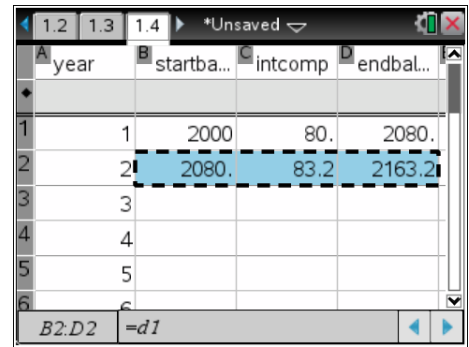 1.2 1.3 1.4 *Unsaved
A year B startba... C intcomp D endbal...
1 1 2000 80. 2080.
2 2 2080. 83.2 2163.2
3 3
4 4
5 5
6 6
B2:D2 =d1